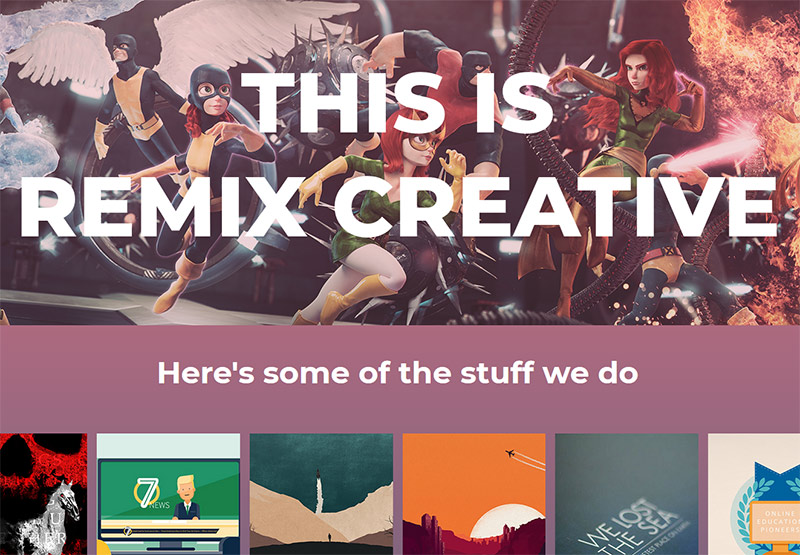 THIS IS
REMIX CREATIVE
Here's some of the stuff we do
7
NEWS
WE LOST
THE SEA
ONLINE
EDUCATION
PIONEERS